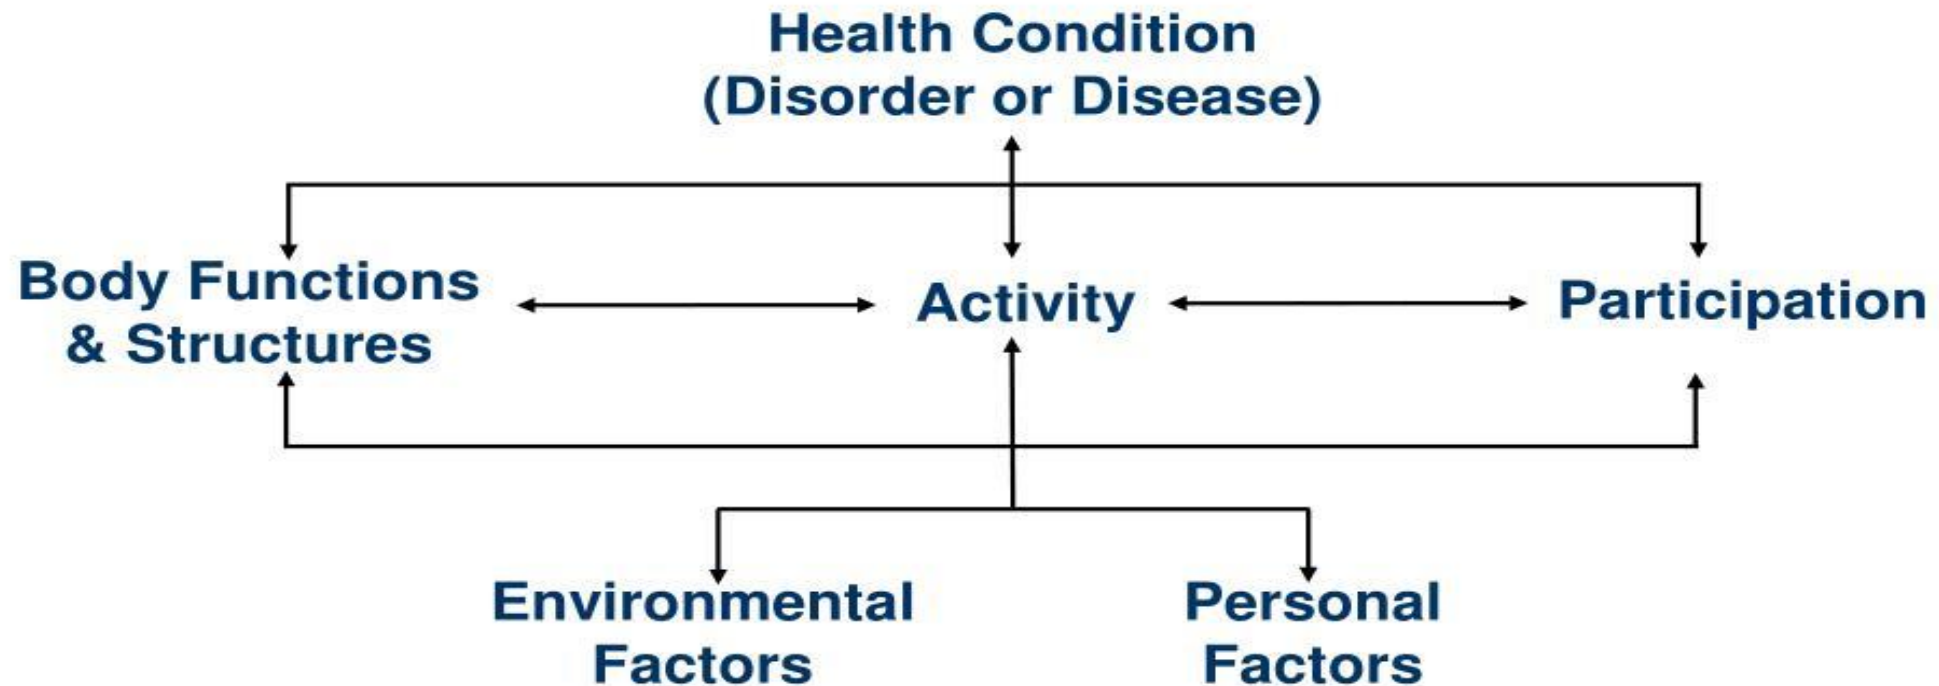 Health Condition
(Disorder or Disease)
Body Functions
& Structures
Activity
Participation
Environmental
Factors
Personal
Factors